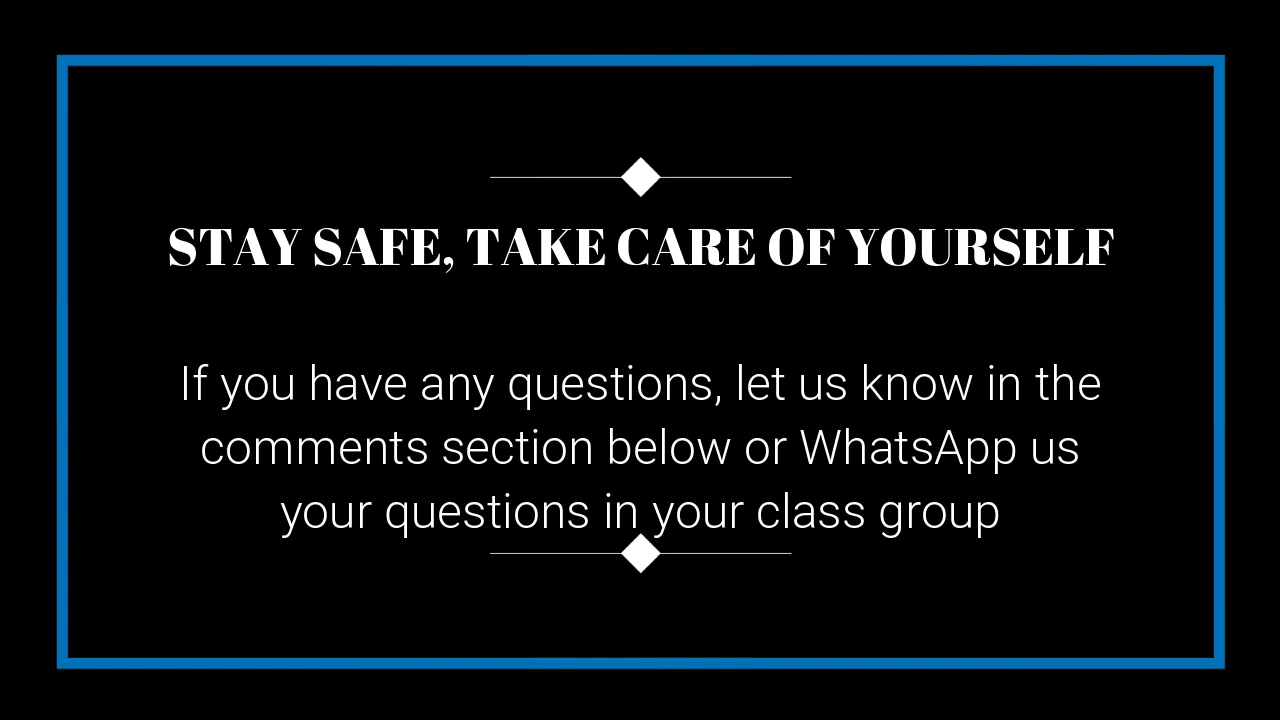 STAY SAFE, TAKE CARE OF YOURSELF
If you have any questions, let us know in the
comments section below or WhatsApp us
your questions in your class group